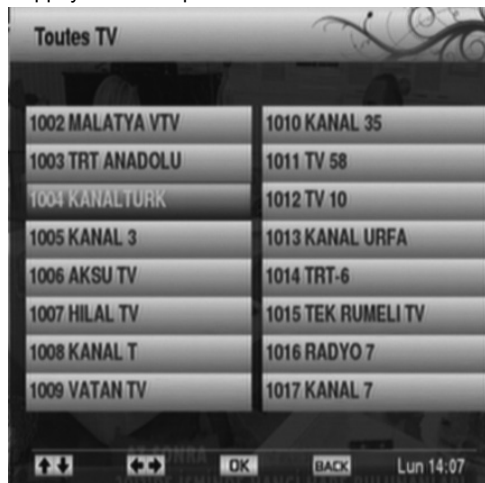 Toutes TV
1002 MALATYA VTV
1003 TRT ANADOLU
1004 KANALTURK
1005 KANAL 3
1006 AKSU TV
1007 HILAL TV
1008 KANAL T
1009 VATAN TV
1010 KANAL 35
1011 TV 58
1012 TV 10
1013 KANAL URFA
1014 TRT-6
1015 TEK RUMELI TV
1016 RADYO 7
1017 KANAL 7
SONRA
OK BACK Lun 14:07